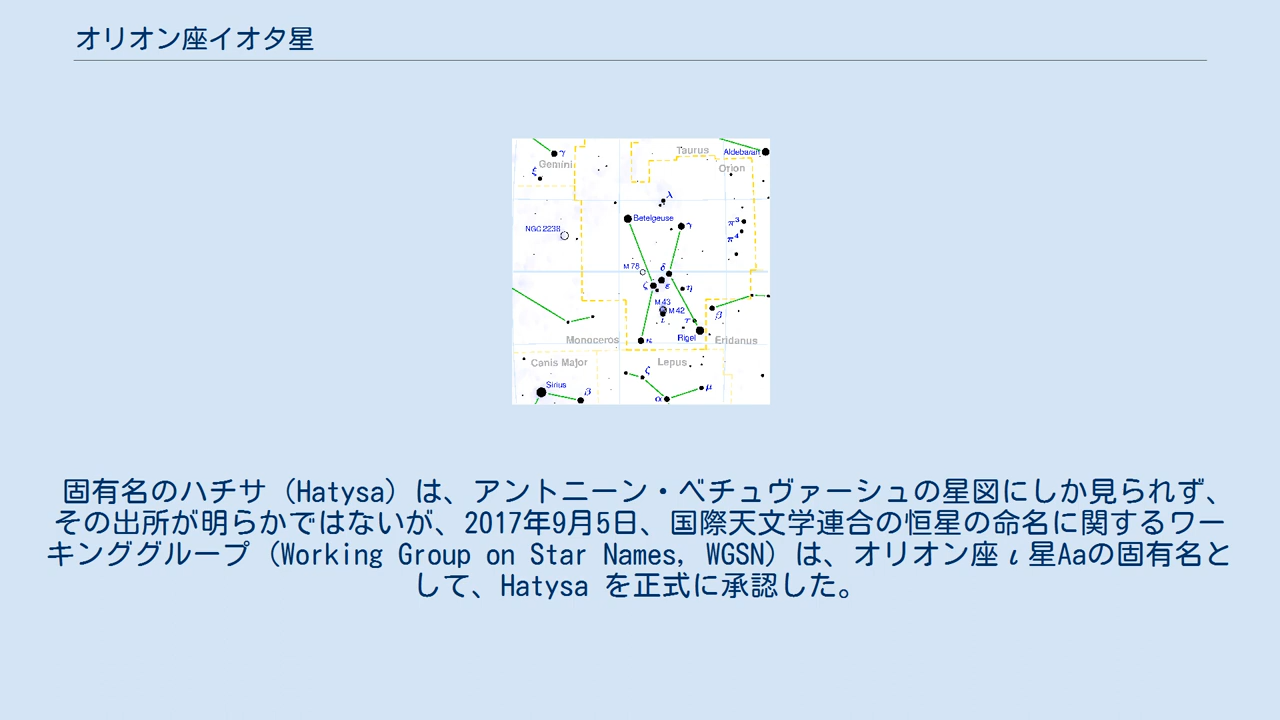 オリオン座イオタ星
γ
Gemini
ξ
Taurus
Aldebaran
Orion
λ
Betelgeuse
γ
π³
π⁴
NGC 2238
M 78
δ
ζ
ε
η
M 43
M 42
ι
τ
β
Rigel
κ
Monoceros
Eridanus
Canis Major
Lepus
ζ
Sirius
β
α
μ
固有名のハチサ（Hatysa）は、アントニーン・ベチュヴァーシュの星図にしか見られず、
その出所が明らかではないが、2017年9月5日、国際天文学連合の恒星の命名に関するワー
キンググループ（Working Group on Star Names, WGSN）は、オリオン座ι星Aaの固有名と
して、Hatysa を正式に承認した。